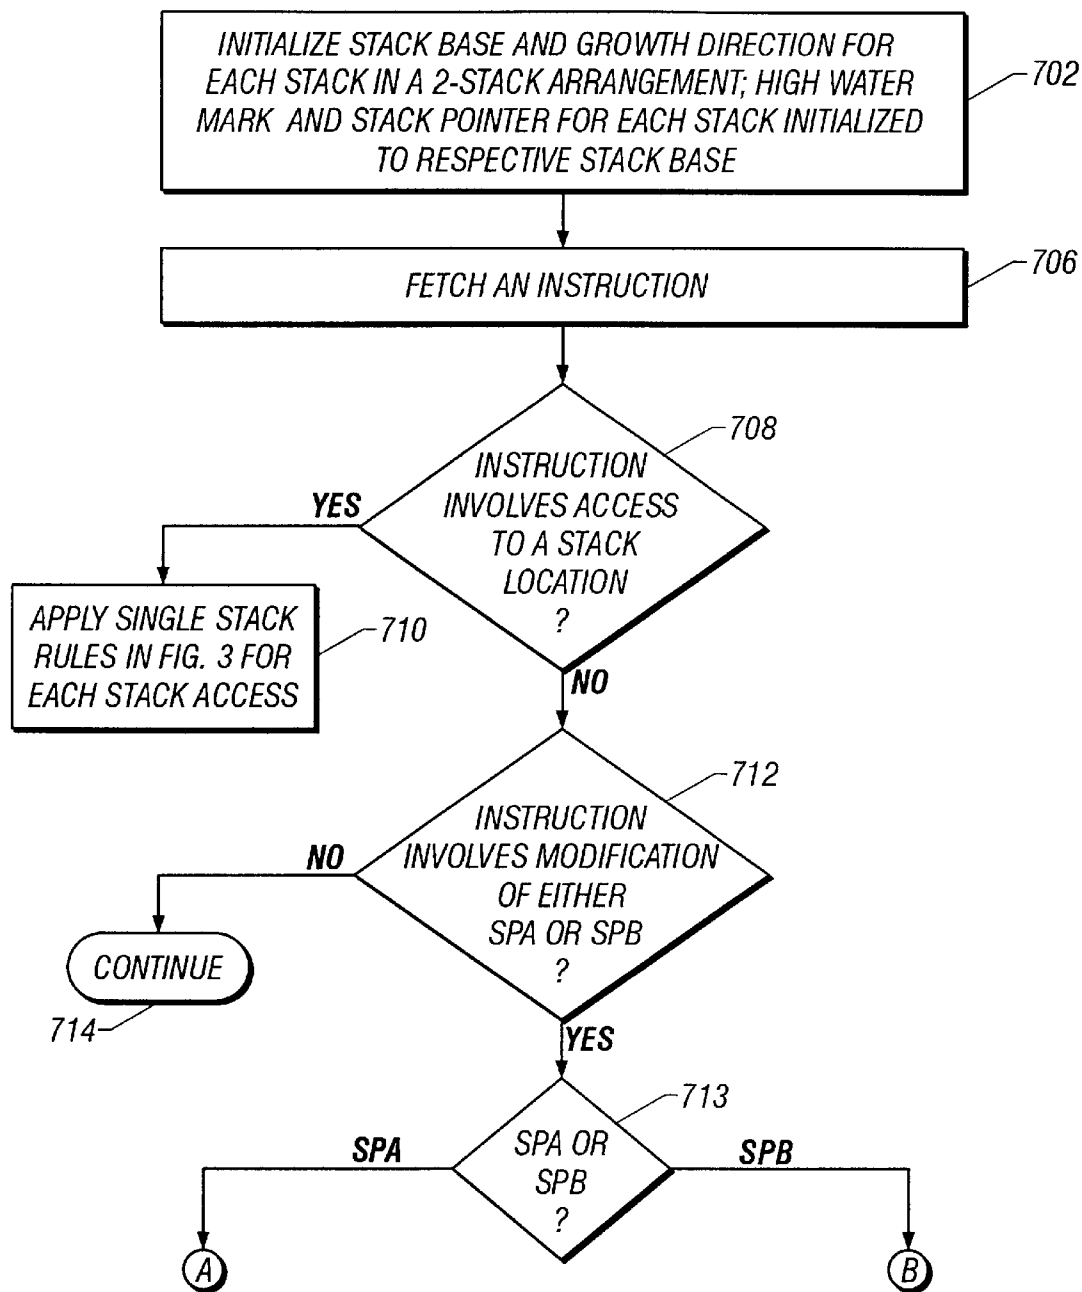 INITIALIZE STACK BASE AND GROWTH DIRECTION FOR
EACH STACK IN A 2-STACK ARRANGEMENT; HIGH WATER
MARK AND STACK POINTER FOR EACH STACK INITIALIZED
TO RESPECTIVE STACK BASE
702
FETCH AN INSTRUCTION
706
708
INSTRUCTION
INVOLVES ACCESS
TO A STACK
LOCATION
?
YES
APPLY SINGLE STACK
RULES IN FIG. 3 FOR
EACH STACK ACCESS
710
NO
712
INSTRUCTION
INVOLVES MODIFICATION
OF EITHER
SPA OR SPB
?
NO
CONTINUE
714
YES
713
SPA OR
SPB
?
SPA
SPB
A
B